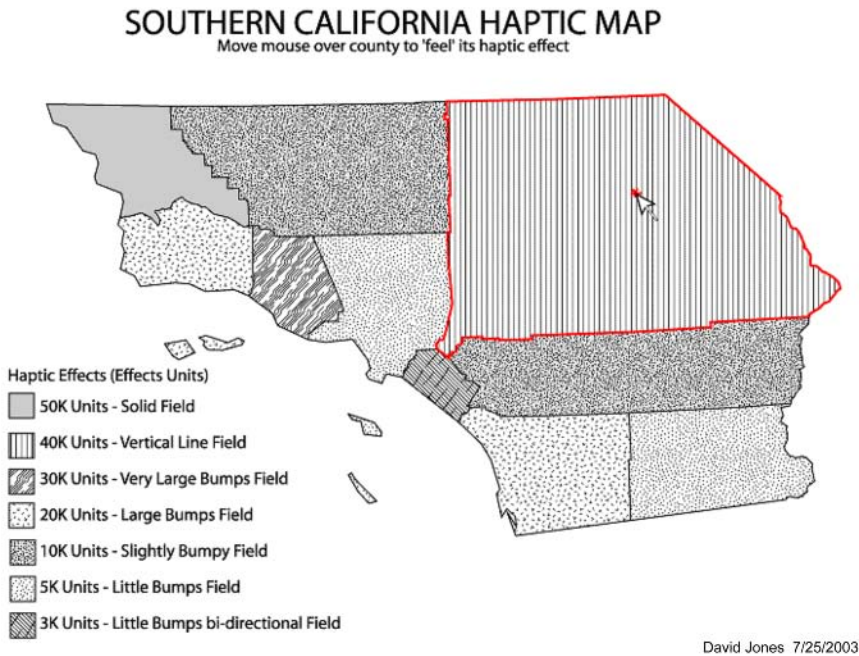 SOUTHERN CALIFORNIA HAPTIC MAP
Move mouse over county to 'feel' its haptic effect
Haptic Effects (Effects Units)
50K Units - Solid Field
40K Units - Vertical Line Field
30K Units - Very Large Bumps Field
20K Units - Large Bumps Field
10K Units - Slightly Bumpy Field
5K Units - Little Bumps Field
3K Units - Little Bumps bi-directional Field
David Jones 7/25/2003